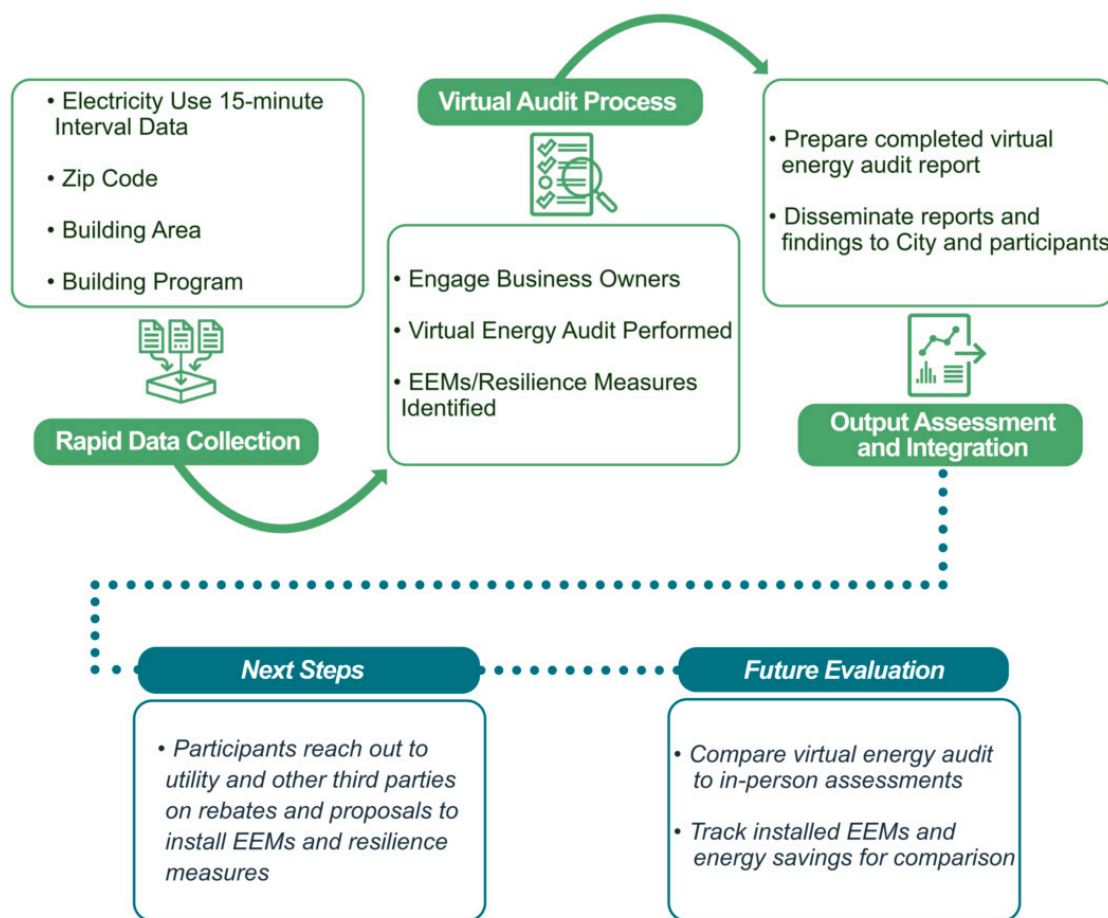 • Electricity Use 15-minute
Interval Data
• Zip Code
• Building Area
• Building Program
Rapid Data Collection
Virtual Audit Process
• Engage Business Owners
• Virtual Energy Audit Performed
• EEMs/Resilience Measures
Identified
• Prepare completed virtual
energy audit report
• Disseminate reports and
findings to City and participants
Output Assessment
and Integration
Next Steps
• Participants reach out to
utility and other third parties
on rebates and proposals to
install EEMs and resilience
measures
Future Evaluation
• Compare virtual energy audit
to in-person assessments
• Track installed EEMs and
energy savings for comparison